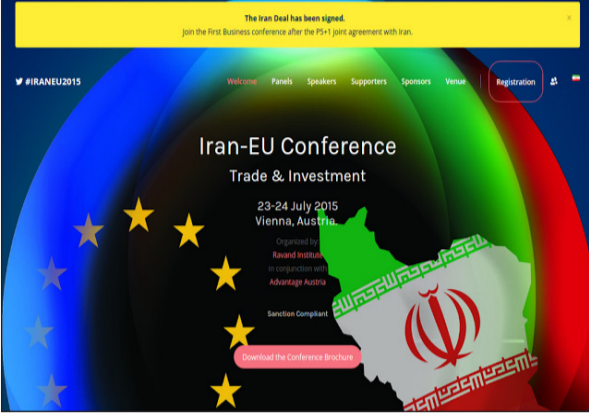 The Iran Deal has been signed.
Join the First Business conference after the P5+1 joint agreement with Iran.
×
#IRANEU2015 Welcome Panels Speakers Supporters Sponsors Venue Registration
Iran-EU Conference
Trade & Investment
23-24 July 2015
Vienna, Austria.
Organized by:
Ravand Institute
in conjunction with
Advantage Austria
Sanction Compliant
Download the Conference Brochure